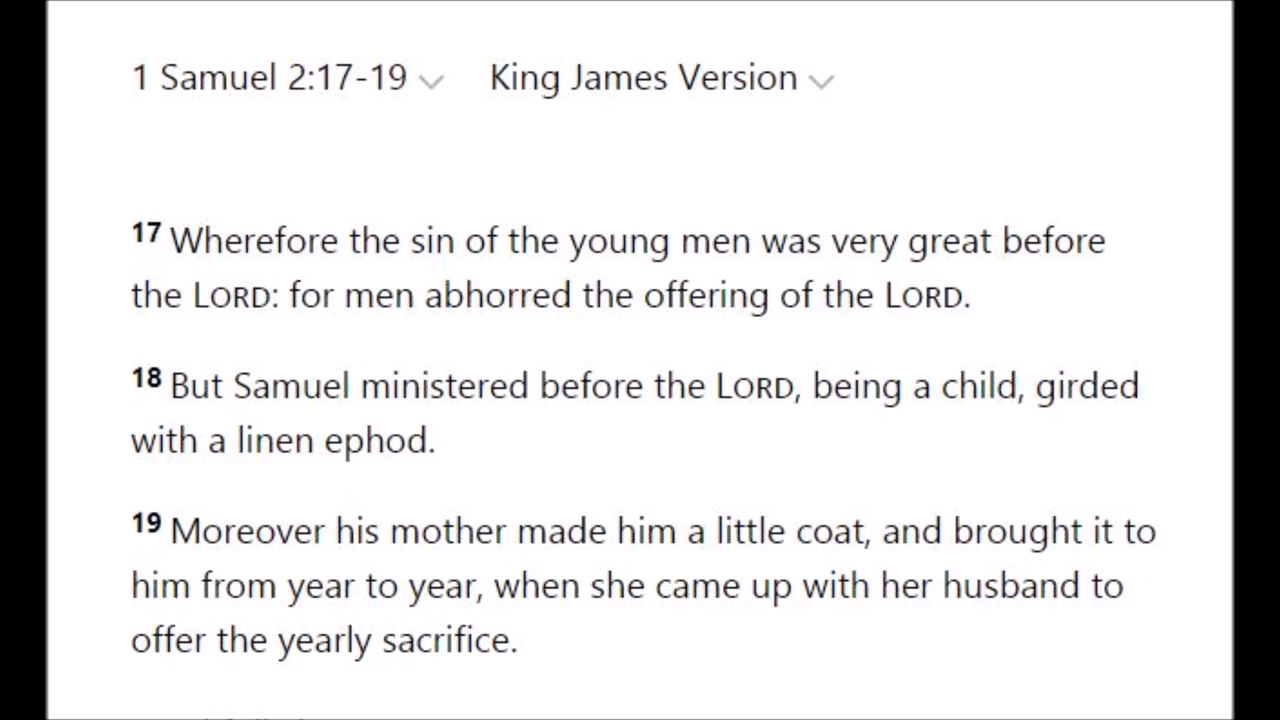 1 Samuel 2:17-19 King James Version
17 Wherefore the sin of the young men was very great before
the LORD: for men abhorred the offering of the LORD.
18 But Samuel ministered before the LORD, being a child, girded
with a linen ephod.
19 Moreover his mother made him a little coat, and brought it to
him from year to year, when she came up with her husband to
offer the yearly sacrifice.